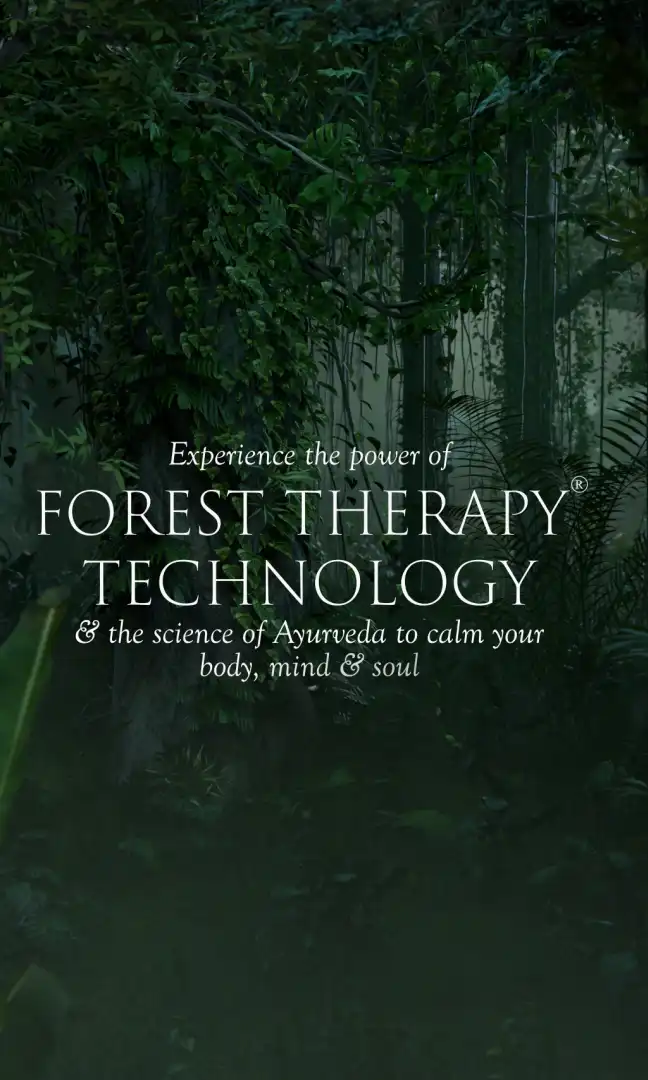 Experience the power of
FOREST THERAPY®
TECHNOLOGY
& the science of Ayurveda to calm your
body, mind & soul